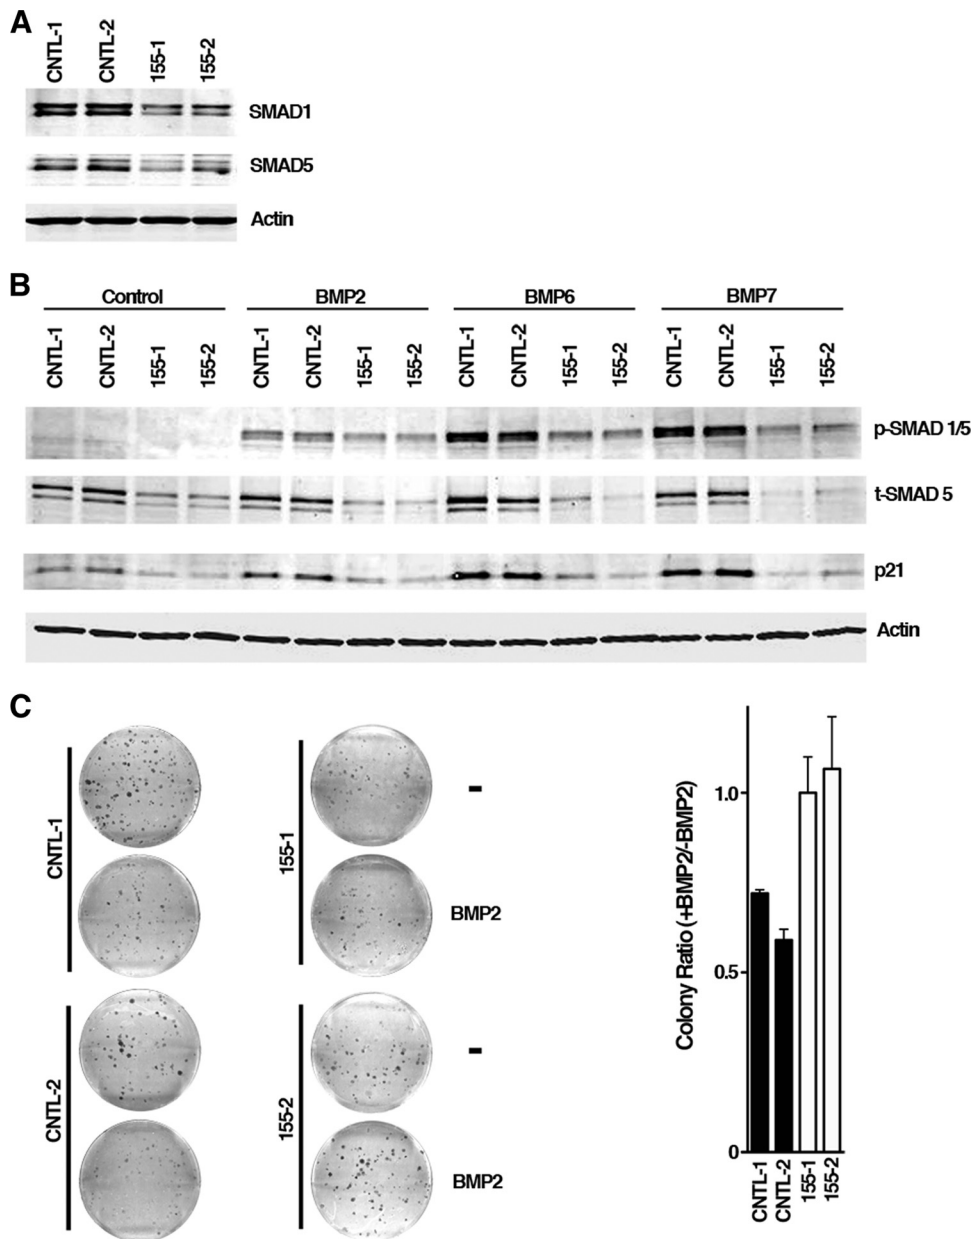 A
CNTL-1 CNTL-2 155-1 155-2
SMAD1
SMAD5
Actin
B
Control BMP2 BMP6 BMP7
CNTL-1 CNTL-2 155-1 155-2 CNTL-1 CNTL-2 155-1 155-2 CNTL-1 CNTL-2 155-1 155-2 CNTL-1 CNTL-2 155-1 155-2
p-SMAD 1/5
t-SMAD 5
p21
Actin
C
CNTL-1
155-1
-
BMP2
CNTL-2
155-2
-
BMP2
Colony Ratio (+BMP2/-BMP2)
1.0
0.5
0
CNTL-1 CNTL-2 155-1 155-2